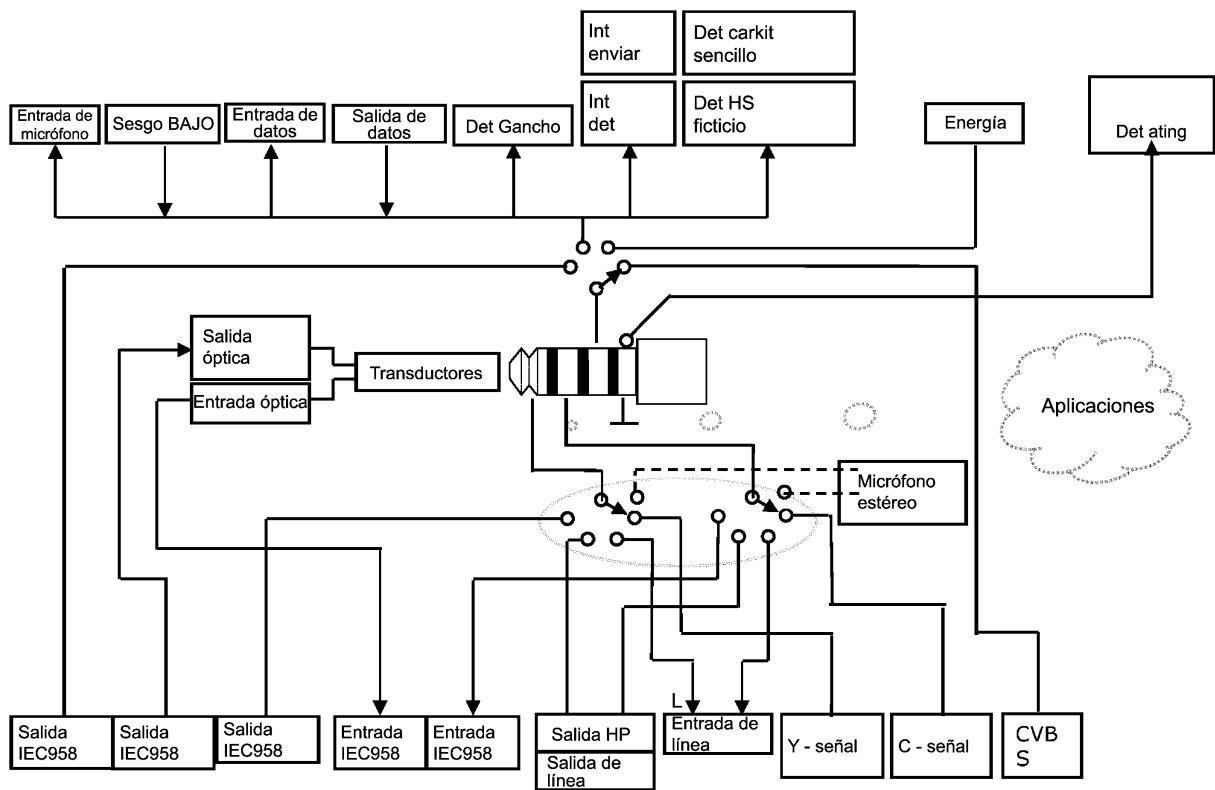 Int
enviar
Det carkit
sencillo
Entrada de
micrófono
Sesgo BAJO
Entrada de
datos
Salida de
datos
Det Gancho
Int
det
Det HS
ficticio
Energía
Det ating
Salida
óptica
Entrada óptica
Transductores
Aplicaciones
Micrófono
estéreo
L
Salida
IEC958
Salida
IEC958
Salida
IEC958
Entrada
IEC958
Entrada
IEC958
Salida HP
Salida de
línea
Entrada de
línea
Y - señal
C - señal
CVB
S